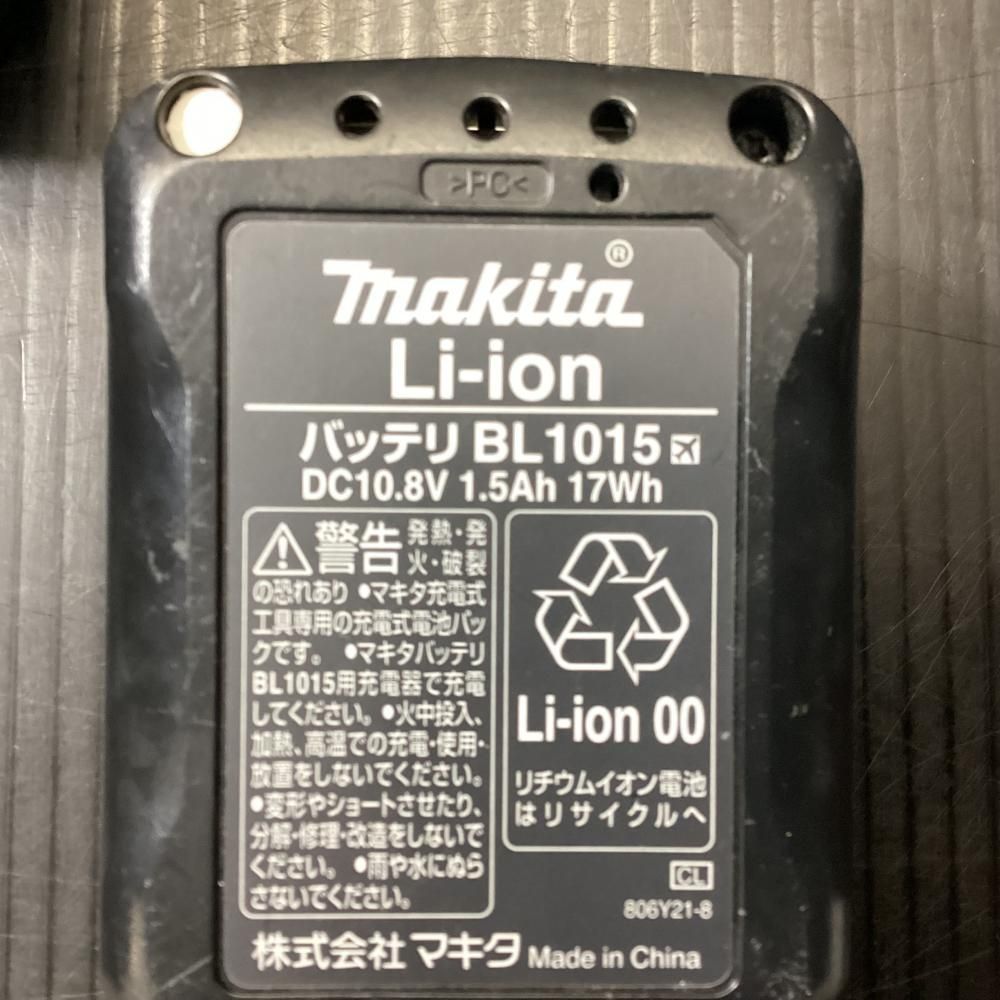 >PC<
makita®
Li-ion
バッテリ BL1015
DC10.8V 1.5Ah 17Wh
警告 発熱・発
火・破裂
の恐れあり ●マキタ充電式
工具専用の充電式電池パッ
クです。 ●マキタバッテリ
BL1015用充電器で充電
してください。●火中投入、
加熱、高温での充電・使用・
放置をしないでください。
●変形やショートさせたり、
分解・修理・改造をしないで
ください。 ●雨や水にぬら
さないでください。
Li-ion 00
リチウムイオン電池
はリサイクルへ
CL
806Y21-8
株式会社マキタ Made in China